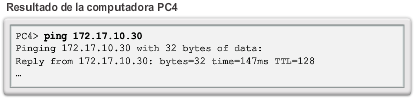 Resultado de la computadora PC4
PC4> ping 172.17.10.30
Pinging 172.17.10.30 with 32 bytes of data:
Reply from 172.17.10.30: bytes=32 time=147ms TTL=128
…